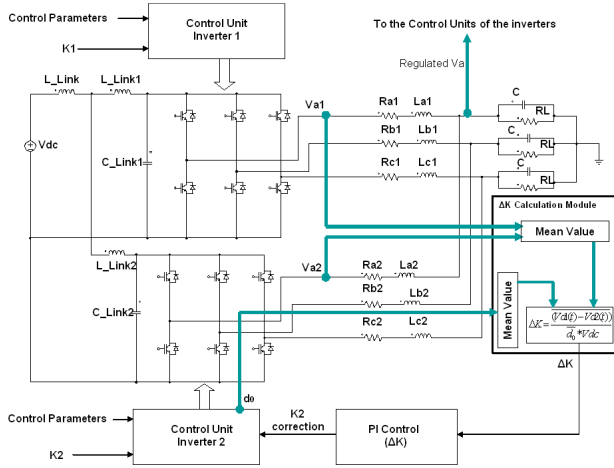 Control Parameters
Control Unit
Inverter 1
K1
To the Control Units of the inverters
Regulated Va
L_Link
L_Link1
Va1
Ra1
La1
C
RL
Vdc
C_Link1
Rb1
Lb1
C
RL
Rc1
Lc1
C
RL
ΔK Calculation Module
Mean Value
L_Link2
Va2
Ra2
La2
C_Link2
Rb2
Lb2
Mean Value
Rc2
Lc2
ΔK
Control Parameters
Control Unit
Inverter 2
K2
K2
correction
PI Control
(ΔK)